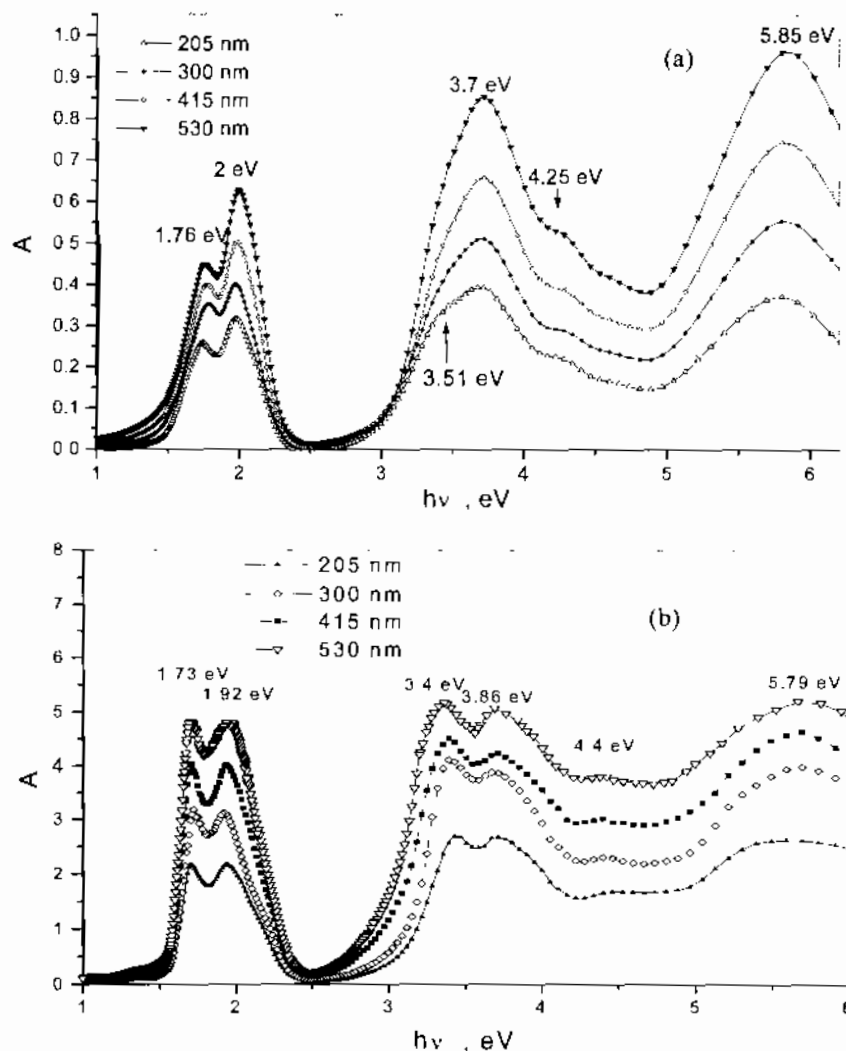 (a)
205 nm
300 nm
415 nm
530 nm
1.76 eV
2 eV
3.7 eV
4.25 eV
5.85 eV
3.51 eV
A
1.0
0.9
0.8
0.7
0.6
0.5
0.4
0.3
0.2
0.1
0.0
1 2 3 4 5 6
hν , eV
(b)
205 nm
300 nm
415 nm
530 nm
1 73 eV
1 92 eV
3 4 eV
3.86 eV
4 4 eV
5.79 eV
A
8
7
6
5
4
3
2
1
0
1 2 3 4 5 6
hν , eV